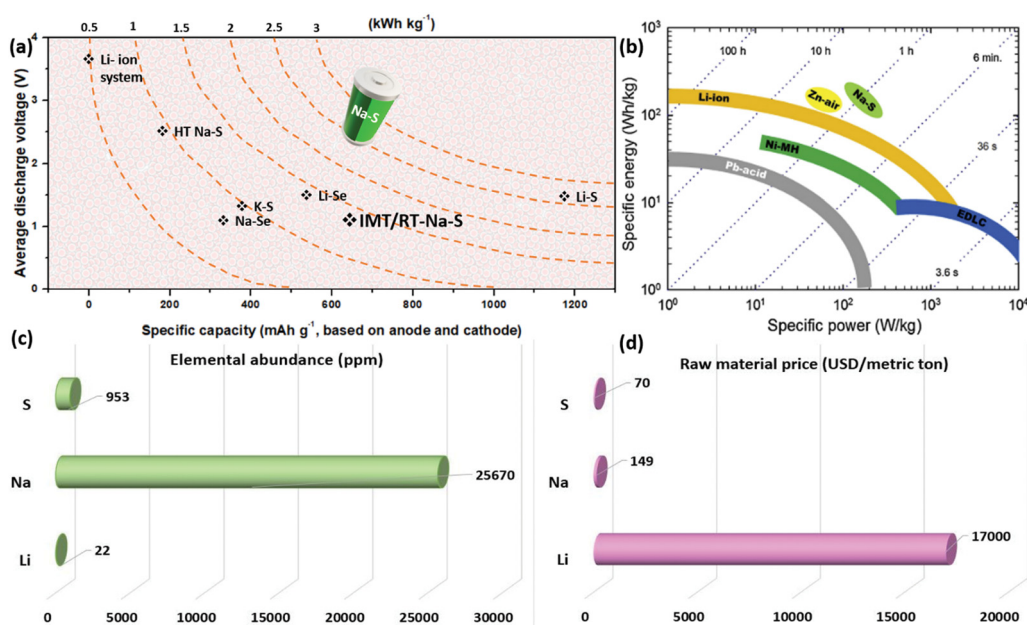 0.5 1 1.5 2 2.5 3 (kWh kg⁻¹)
(a)
4
3
2
1
0
Average discharge voltage (V)
Li- ion
system
HT Na-S
Na-S
K-S
Na-Se
Li-Se
IMT/RT-Na-S
Li-S
0 200 400 600 800 1000 1200
Specific capacity (mAh g⁻¹, based on anode and cathode)
(b)
10³
10²
10¹
10⁰
Specific energy (Wh/kg)
100 h 10 h 1 h 6 min.
36 s
3.6 s
Li-ion
Zn-air
Na-S
Ni-MH
Pb-acid
EDLC
10⁰ 10¹ 10² 10³ 10⁴
Specific power (W/kg)
(c)
Elemental abundance (ppm)
S 953
Na 25670
Li 22
0 5000 10000 15000 20000 25000 30000
(d)
Raw material price (USD/metric ton)
S 70
Na 149
Li 17000
0 5000 10000 15000 20000